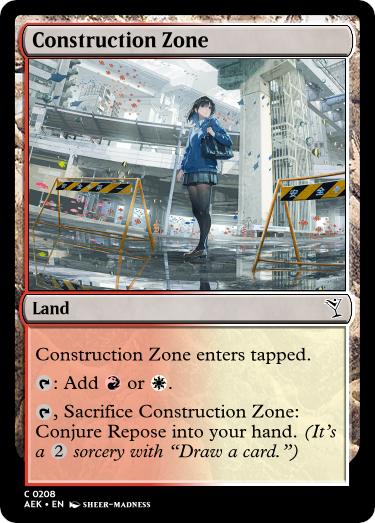 Construction Zone
Land
Construction Zone enters tapped.
: Add or .
, Sacrifice Construction Zone:
Conjure Repose into your hand. (It's
a 2 sorcery with “Draw a card.”)
C 0208
AEK • EN SHEER-MADNESS